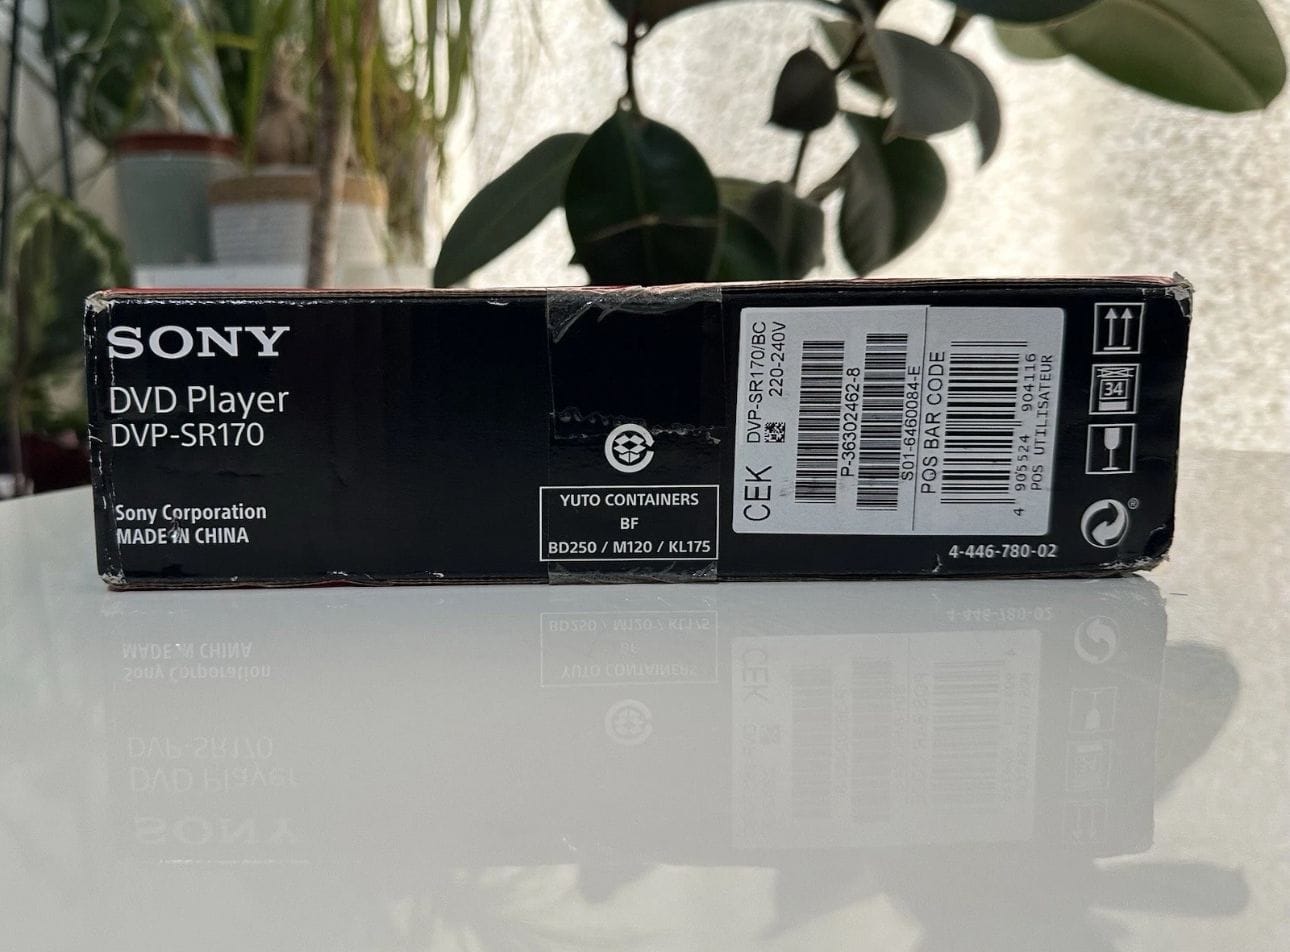 SONY
DVD Player
DVP-SR170
Sony Corporation
MADE IN CHINA
YUTO CONTAINERS
BF
BD250 / M120 / KL175
CEK
DVP-SR170/BC
220-240V
P-36302462-8
S01-6460084-E
POS BAR CODE
4 905524 904116
POS UTILISATEUR
34
®
4-446-780-02